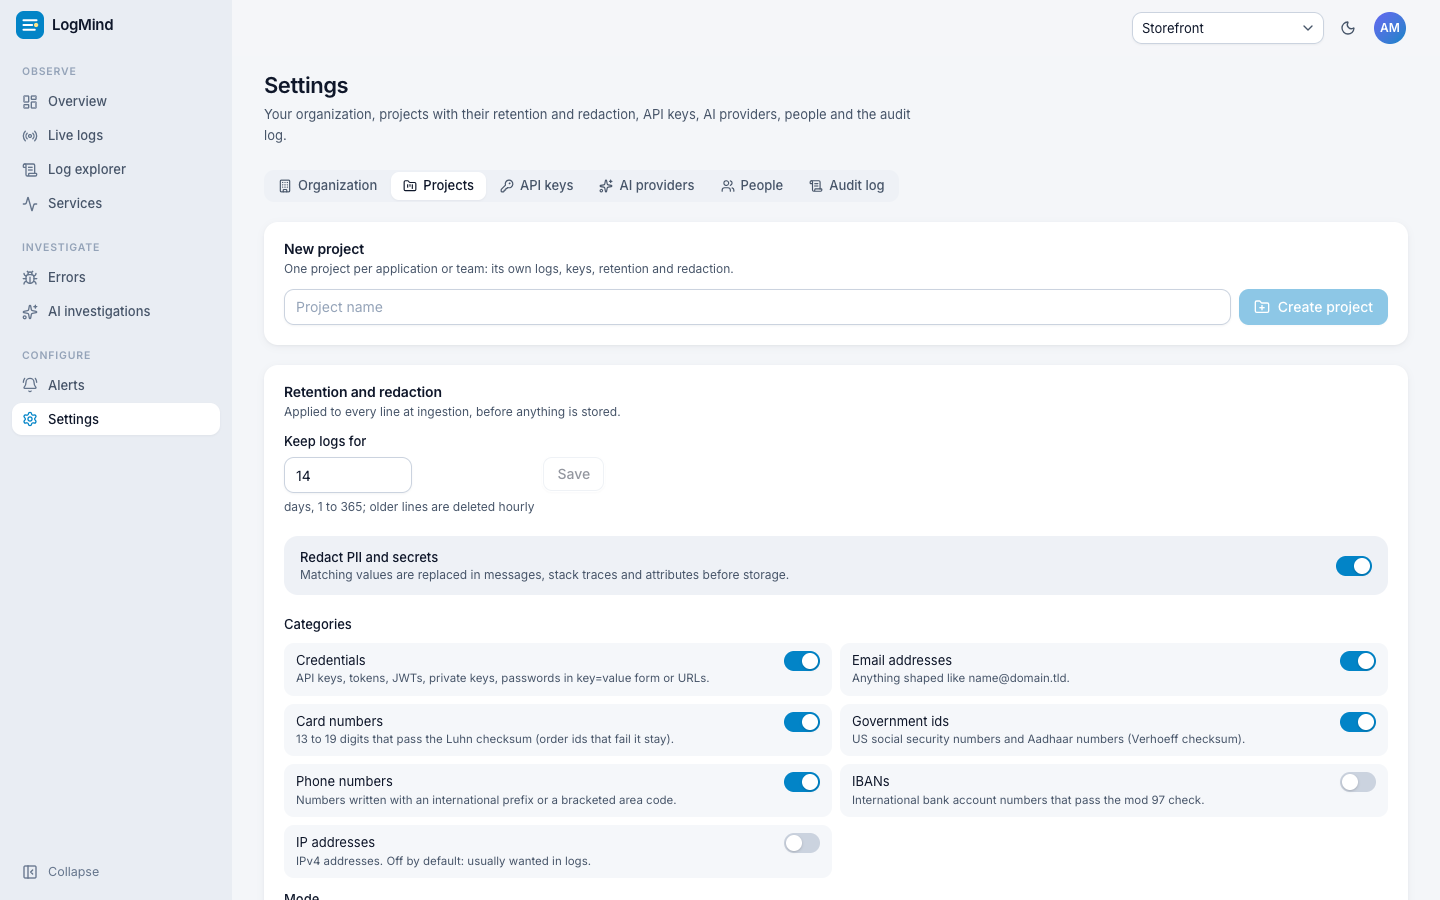 LogMind
Storefront
AM
OBSERVE
Overview
Live logs
Log explorer
Services
INVESTIGATE
Errors
AI investigations
CONFIGURE
Alerts
Settings
Collapse
Settings
Your organization, projects with their retention and redaction, API keys, AI providers, people and the audit
log.
Organization
Projects
API keys
AI providers
People
Audit log
New project
One project per application or team: its own logs, keys, retention and redaction.
Project name
Create project
Retention and redaction
Applied to every line at ingestion, before anything is stored.
Keep logs for
14
Save
days, 1 to 365; older lines are deleted hourly
Redact PII and secrets
Matching values are replaced in messages, stack traces and attributes before storage.
Categories
Credentials
API keys, tokens, JWTs, private keys, passwords in key=value form or URLs.
Email addresses
Anything shaped like name@domain.tld.
Card numbers
13 to 19 digits that pass the Luhn checksum (order ids that fail it stay).
Government ids
US social security numbers and Aadhaar numbers (Verhoeff checksum).
Phone numbers
Numbers written with an international prefix or a bracketed area code.
IBANs
International bank account numbers that pass the mod 97 check.
IP addresses
IPv4 addresses. Off by default: usually wanted in logs.
Mode